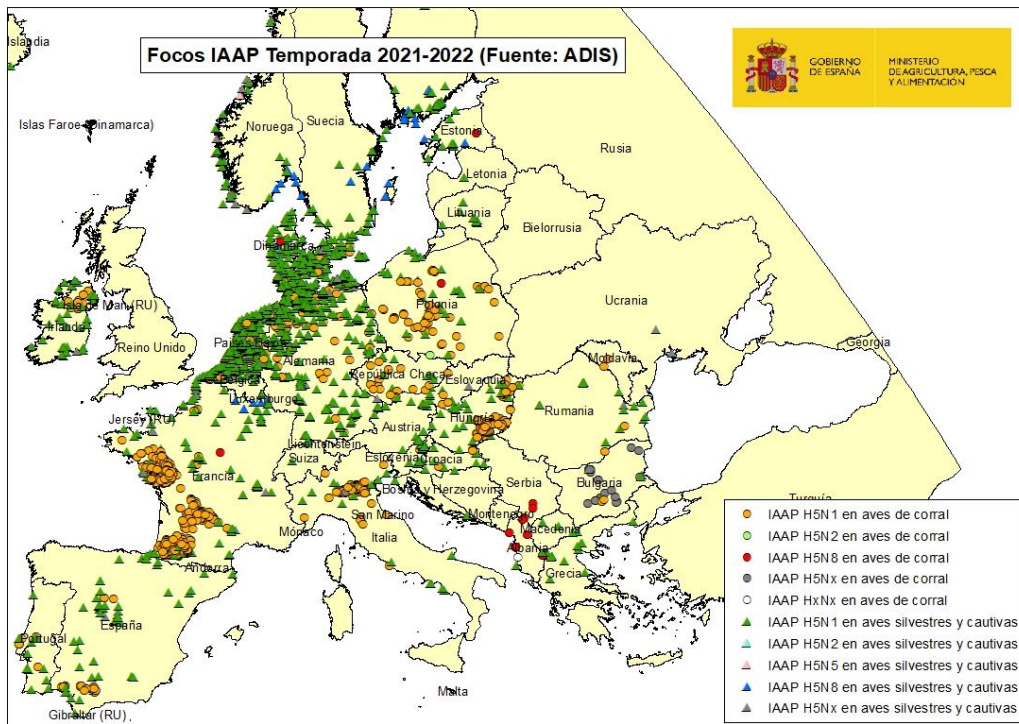 Focos IAAP Temporada 2021-2022 (Fuente: ADIS)
GOBIERNO
DE ESPAÑA
MINISTERIO
DE AGRICULTURA, PESCA
Y ALIMENTACIÓN
Islandia
Islas Faroe (Dinamarca)
Noruega
Suecia
Estonia
Rusia
Letonia
Lituania
Dinamarca
Bielorrusia
Isla de Man (RU)
Irlanda
Polonia
Ucrania
Reino Unido
Países Bajos
Alemania
Bélgica
República Checa
Georgia
Moldavia
Eslovaquia
Luxemburgo
Jersey (RU)
Hungría
Rumania
Austria
Liechtenstein
Suiza
Eslovenia
Croacia
Francia
Bosnia y Herzegovina
Serbia
Bulgaria
San Marino
Montenegro
Turquía
Mónaco
Italia
Macedonia
Albania
Andorra
Grecia
España
Portugal
Malta
Gibraltar (RU)
IAAP H5N1 en aves de corral
IAAP H5N2 en aves de corral
IAAP H5N8 en aves de corral
IAAP H5Nx en aves de corral
IAAP HxNx en aves de corral
IAAP H5N1 en aves silvestres y cautivas
IAAP H5N2 en aves silvestres y cautivas
IAAP H5N5 en aves silvestres y cautivas
IAAP H5N8 en aves silvestres y cautivas
IAAP H5Nx en aves silvestres y cautivas